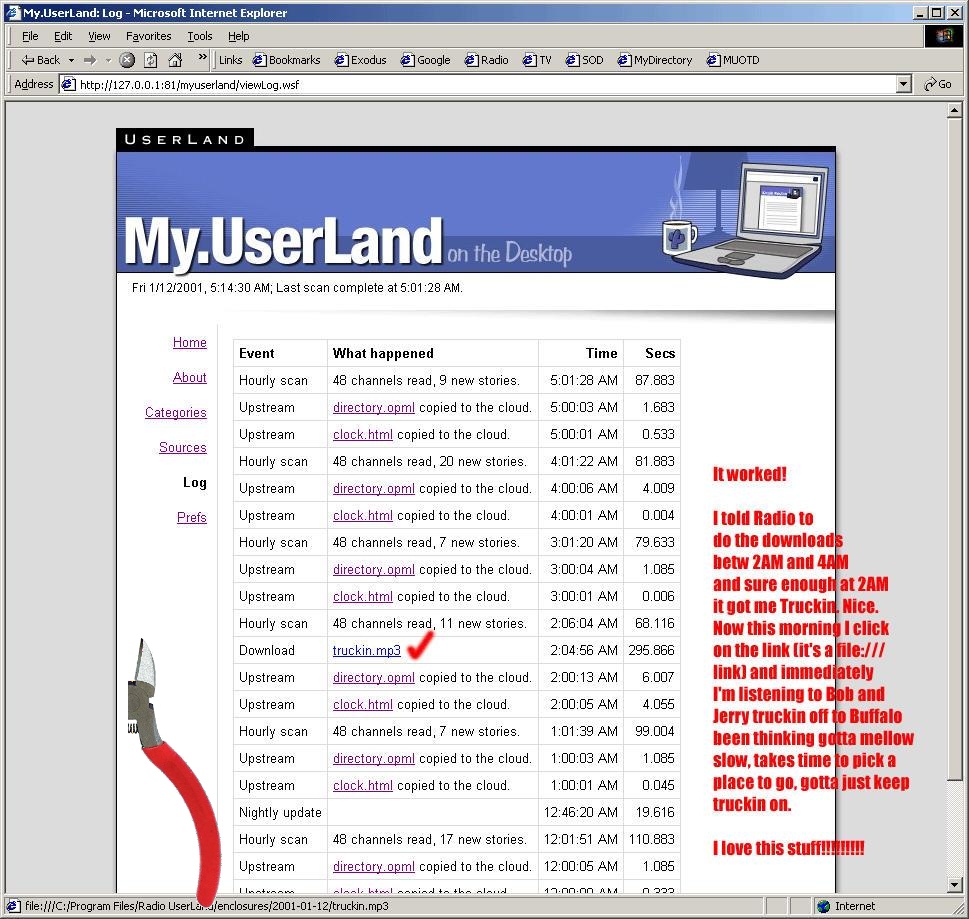 My.UserLand: Log - Microsoft Internet Explorer
File Edit View Favorites Tools Help
Back » Links Bookmarks Exodus Google Radio TV SOD MyDirectory MUOTD
Address http://127.0.0.1:81/myuserland/viewLog.wsf Go
USERLAND
My.UserLand on the Desktop
Fri 1/12/2001, 5:14:30 AM; Last scan complete at 5:01:28 AM.
Home
About
Categories
Sources
Log
Prefs
Event What happened Time Secs
Hourly scan 48 channels read, 9 new stories. 5:01:28 AM 87.883
Upstream directory.opml copied to the cloud. 5:00:03 AM 1.683
Upstream clock.html copied to the cloud. 5:00:01 AM 0.533
Hourly scan 48 channels read, 20 new stories. 4:01:22 AM 81.883
Upstream directory.opml copied to the cloud. 4:00:06 AM 4.009
Upstream clock.html copied to the cloud. 4:00:01 AM 0.004
Hourly scan 48 channels read, 7 new stories. 3:01:20 AM 79.633
Upstream directory.opml copied to the cloud. 3:00:04 AM 1.085
Upstream clock.html copied to the cloud. 3:00:01 AM 0.006
Hourly scan 48 channels read, 11 new stories. 2:06:04 AM 68.116
Download truckin.mp3 2:04:56 AM 295.866
Upstream directory.opml copied to the cloud. 2:00:13 AM 6.007
Upstream clock.html copied to the cloud. 2:00:05 AM 4.055
Hourly scan 48 channels read, 7 new stories. 1:01:39 AM 99.004
Upstream directory.opml copied to the cloud. 1:00:03 AM 1.085
Upstream clock.html copied to the cloud. 1:00:01 AM 0.045
Nightly update 12:46:20 AM 19.616
Hourly scan 48 channels read, 17 new stories. 12:01:51 AM 110.883
Upstream directory.opml copied to the cloud. 12:00:05 AM 1.085
Upstream clock.html copied to the cloud. 12:00:00 AM 0.333
It worked!
I told Radio to
do the downloads
betw 2AM and 4AM
and sure enough at 2AM
it got me Truckin. Nice.
Now this morning I click
on the link (it's a file:///
link) and immediately
I'm listening to Bob and
Jerry truckin off to Buffalo
been thinking gotta mellow
slow, takes time to pick a
place to go, gotta just keep
truckin on.
I love this stuff!!!!!!!!!
file:///C:/Program Files/Radio UserLand/enclosures/2001-01-12/truckin.mp3 Internet